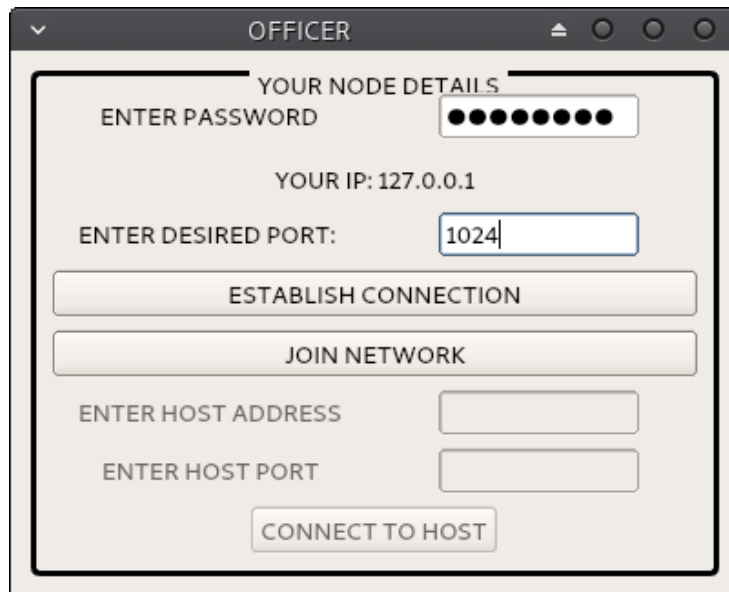 OFFICER
YOUR NODE DETAILS
ENTER PASSWORD ●●●●●●●●
YOUR IP: 127.0.0.1
ENTER DESIRED PORT: 1024
ESTABLISH CONNECTION
JOIN NETWORK
ENTER HOST ADDRESS
ENTER HOST PORT
CONNECT TO HOST